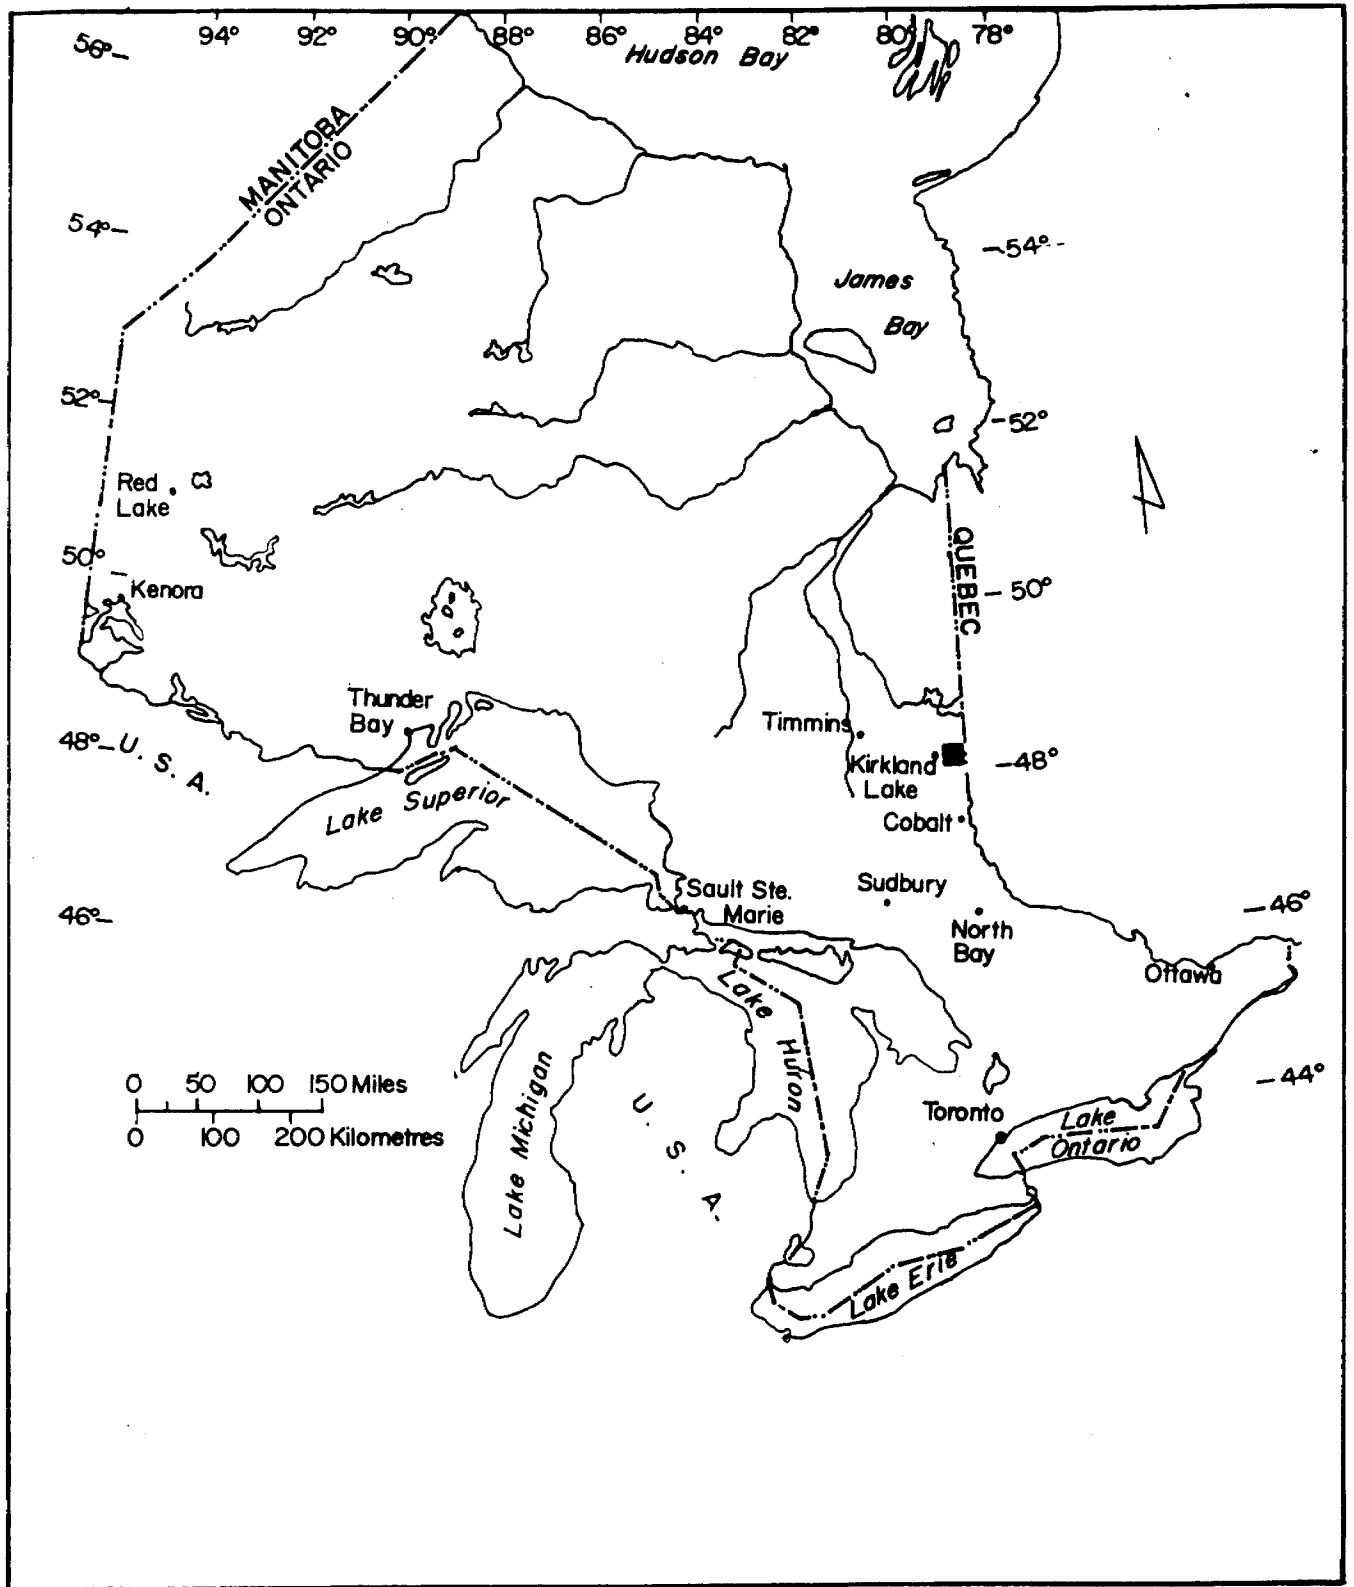 94° 92° 90° 88° 86° 84° 82° 80° 78°
56°
Hudson Bay
MANITOBA
ONTARIO
54°
54°
James
Bay
52°
52°
Red
Lake
50°
Kenora
QUEBEC
50°
Thunder
Bay
Timmins
48°
U. S. A.
48°
Kirkland
Lake
Lake Superior
Cobalt
Sudbury
Sault Ste.
Marie
46°
46°
North
Bay
Ottawa
Lake
Huron
44°
0 50 100 150 Miles
0 100 200 Kilometres
Lake Michigan
U. S. A.
Toronto
Lake
Ontario
Lake Erie